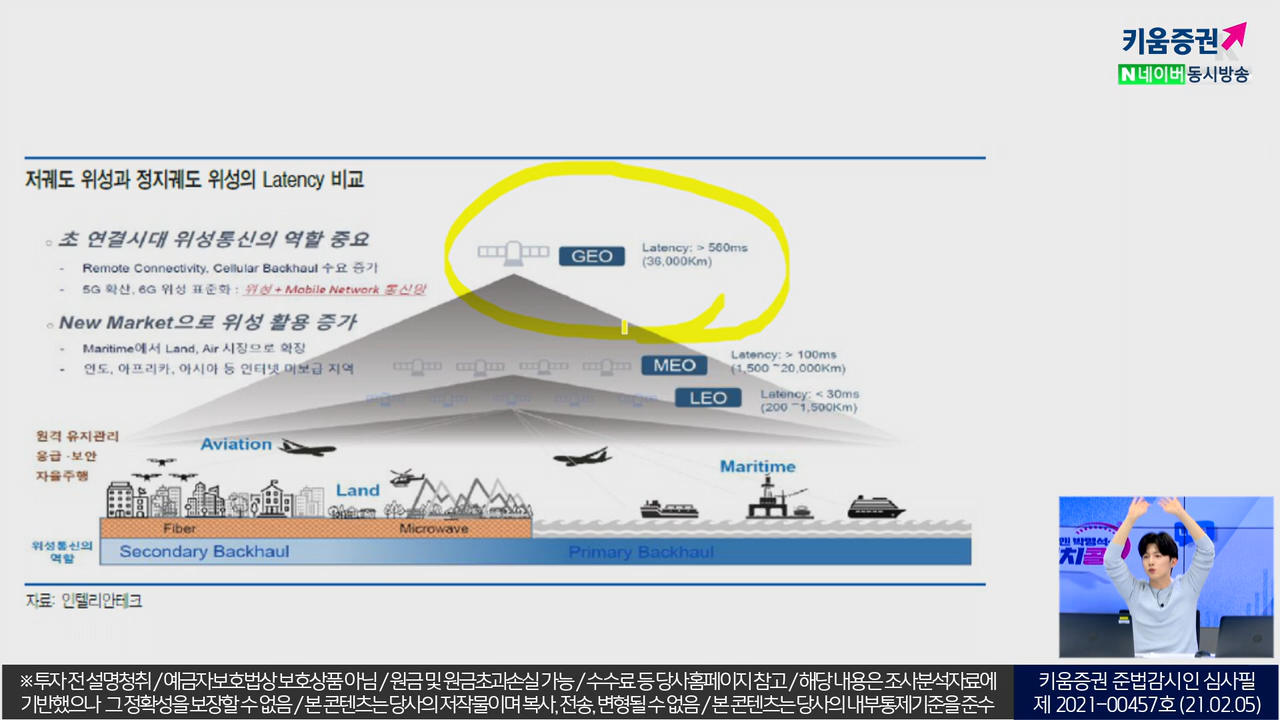 키움증권
N 네이버 동시방송
저궤도 위성과 정지궤도 위성의 Latency 비교
초 연결시대 위성통신의 역할 중요
- Remote Connectivity, Cellular Backhaul 수요 증가
- 5G 확산, 6G 위성 표준화 : 위성 + Mobile Network 통신망
New Market으로 위성 활용 증가
- Maritime에서 Land, Air 시장으로 확장
- 인도, 아프리카, 아시아 등 인터넷 미보급 지역
GEO
Latency: > 560ms
(36,000Km)
MEO
Latency: > 100ms
(1,500 ~20,000Km)
LEO
Latency: < 30ms
(200 ~1,500Km)
원격 유지관리
응급 ·보안
자율주행
Aviation
Land
Maritime
Fiber
Microwave
위성통신의
역할
Secondary Backhaul
Primary Backhaul
자료: 인텔리안테크
※ 투자 전 설명청취 / 예금자보호법상 보호상품 아님 / 원금 및 원금초과손실 가능 / 수수료 등 당사홈페이지 참고 / 해당 내용은 조사분석자료에
기반했으나 그 정확성을 보장할 수 없음 / 본 콘텐츠는 당사의 저작물이며 복사, 전송, 변형될 수 없음 / 본 콘텐츠는 당사의 내부통제기준을 준수
키움증권 준법감시인 심사필
제 2021-00457호 (21.02.05)